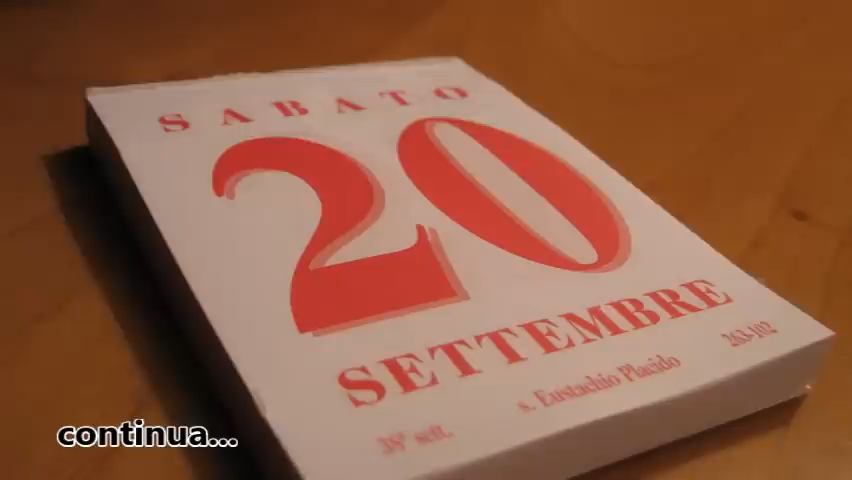 SABATO
20
SETTEMBRE
38ª sett.
s. Eustachio Placido
263-102
continua...